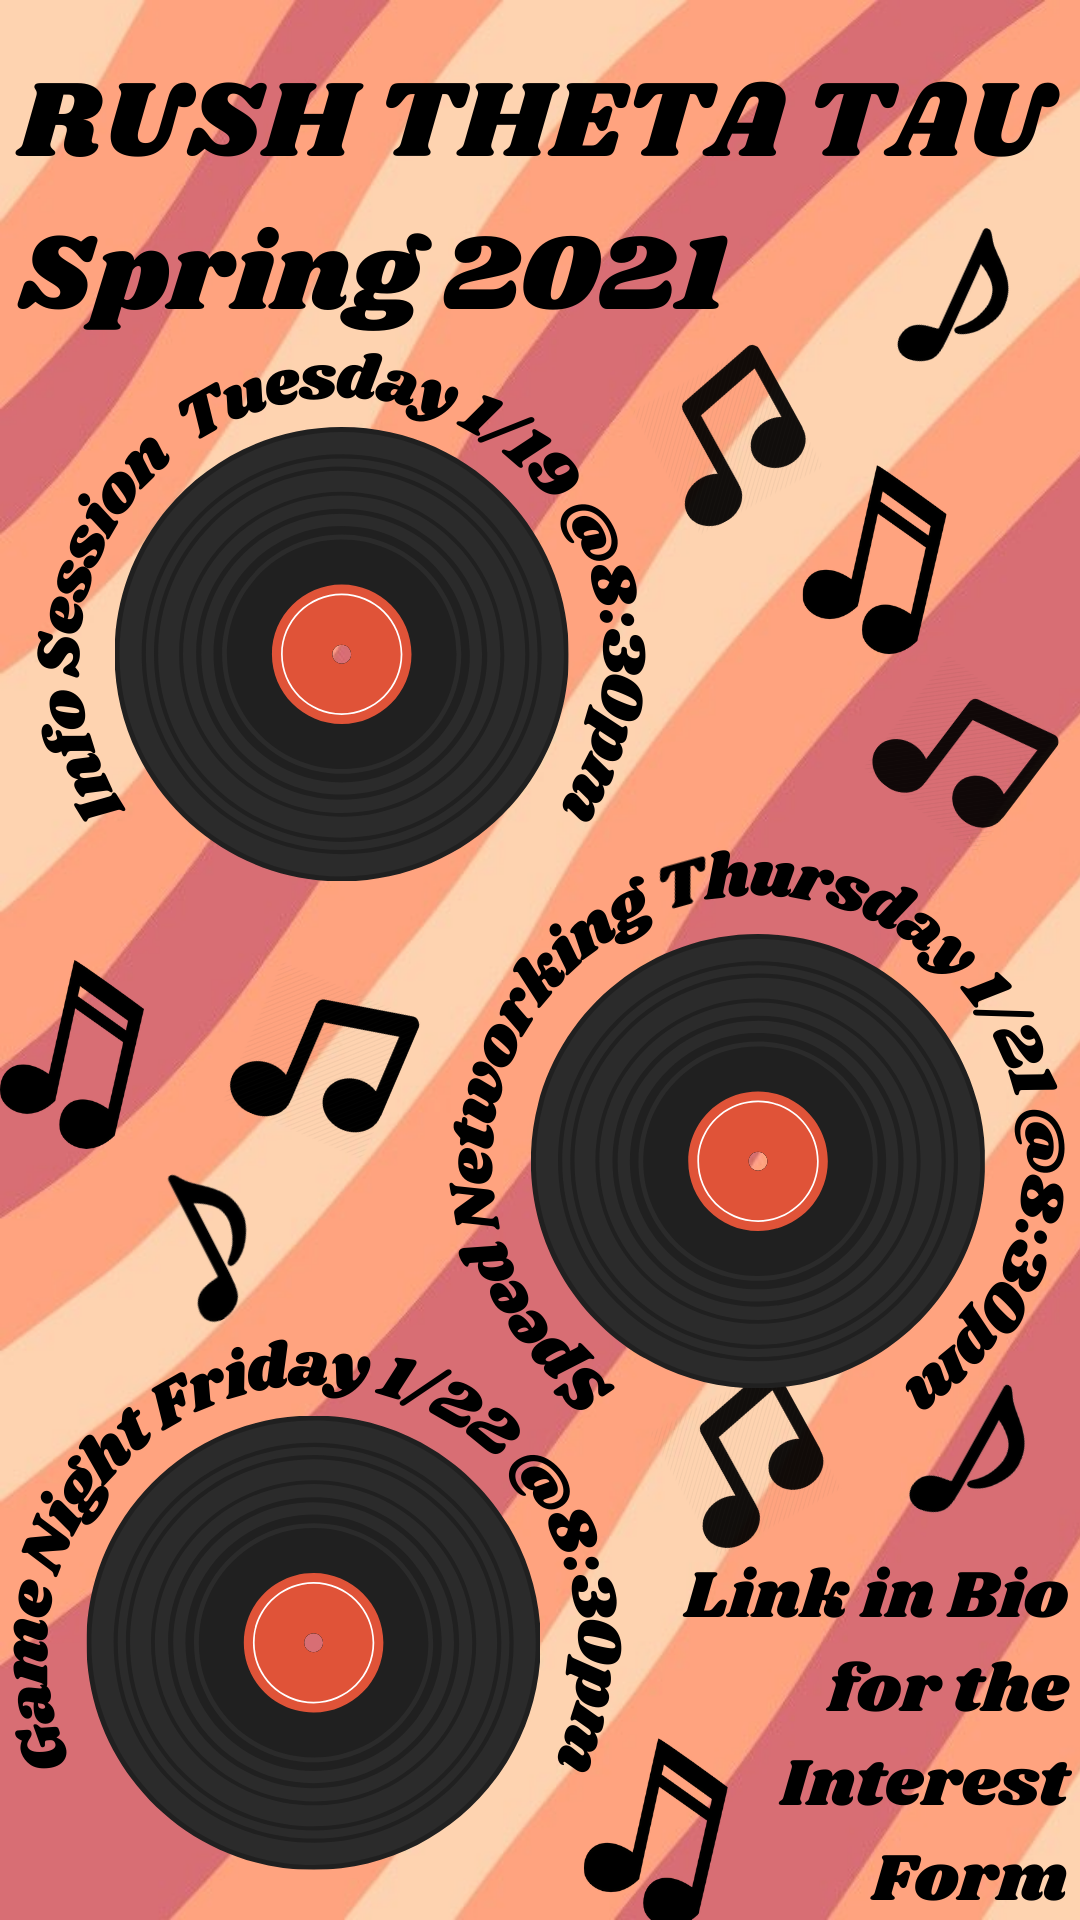 RUSH THETA TAU
Spring 2021
Info Session Tuesday 1/19 @8:30pm
Speed Networking Thursday 1/21 @8:30pm
Game Night Friday 1/22 @8:30pm
Link in Bio
for the
Interest
Form